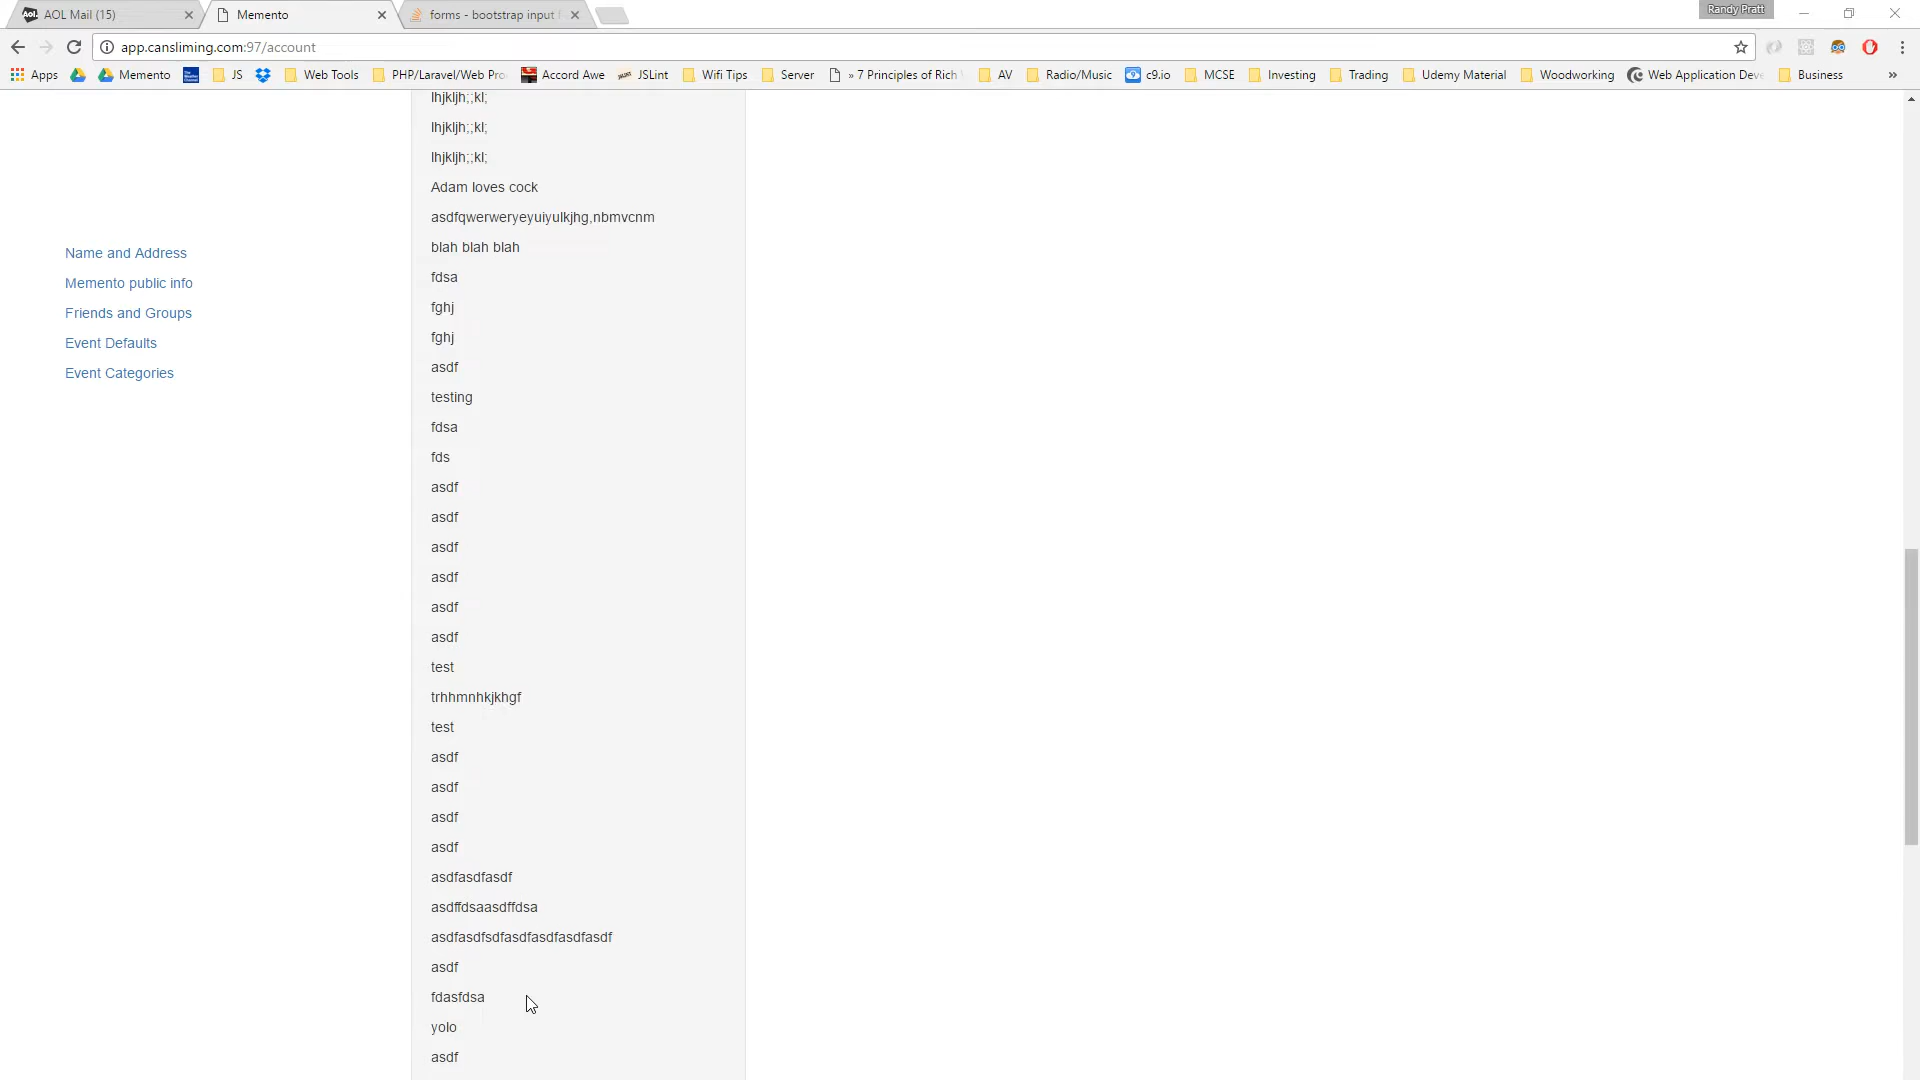 AOL Mail (15)
Memento
forms - bootstrap input
Randy Pratt
app.cansliming.com:97/account
Apps
Memento
JS
Web Tools
PHP/Laravel/Web Pro
Accord Awe
JSLint
Wifi Tips
Server
» 7 Principles of Rich
AV
Radio/Music
c9.io
MCSE
Investing
Trading
Udemy Material
Woodworking
Web Application Dev
Business
»
Name and Address
Memento public info
Friends and Groups
Event Defaults
Event Categories
lhjkljh;;kl;
lhjkljh;;kl;
lhjkljh;;kl;
Adam loves cock
asdfqwerweryeyuiyulkjhg,nbmvcnm
blah blah blah
fdsa
fghj
fghj
asdf
testing
fdsa
fds
asdf
asdf
asdf
asdf
asdf
asdf
test
trhhmnhkjkhgf
test
asdf
asdf
asdf
asdf
asdfasdfasdf
asdffdsaasdffdsa
asdfasdfsdfasdfasdfasdfasdf
asdf
fdasfdsa
yolo
asdf